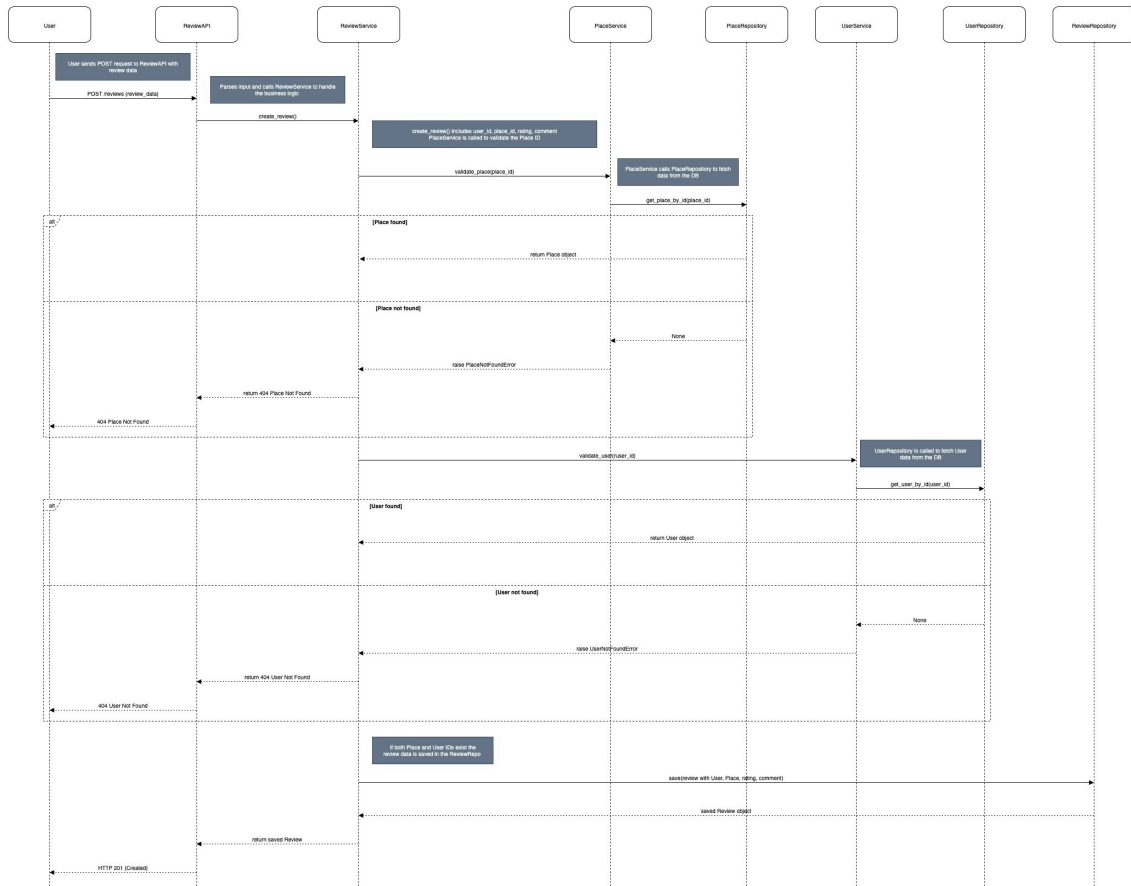 User
ReviewAPI
ReviewService
PlaceService
PlaceRepository
UserService
UserRepository
ReviewRepository
User sends POST request to ReviewAPI with
review data
Parses input and calls ReviewService to handle
the business logic
POST /reviews (review_data)
create_review()
create_review() includes user_id, place_id, rating, comment
PlaceService is called to validate the Place ID
validate_place(place_id)
PlaceService calls PlaceRepository to fetch
data from the DB
get_place_by_id(place_id)
alt
[Place found]
return Place object
[Place not found]
None
raise PlaceNotFoundError
return 404 Place Not Found
404 Place Not Found
validate_user(ruser_id)
UserRepository is called to fetch User
data from the DB
get_user_by_id(user_id)
alt
[User found]
return User object
[User not found]
None
raise UserNotFoundError
return 404 User Not Found
404 User Not Found
If both Place and User IDs exist the
review data is saved in the ReviewRepo
save(review with User, Place, rating, comment)
saved Review object
return saved Review
HTTP 201 (Created)